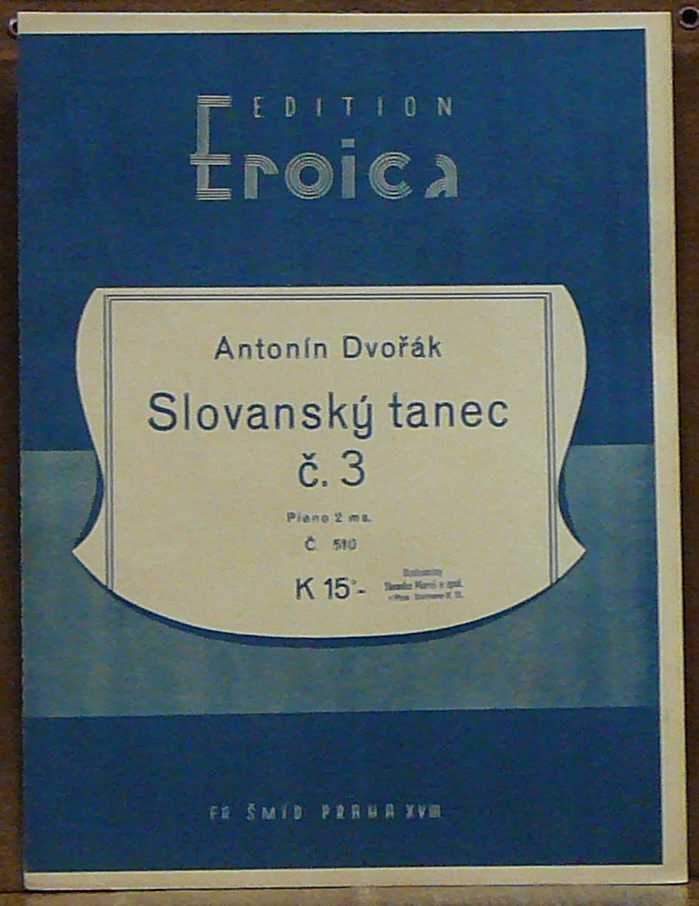 EDITION
Eroica
Antonín Dvořák
Slovanský tanec
č. 3
Piano 2 ms.
Č. 510
K 15·-
FR ŠMÍD PRAHA XVIII